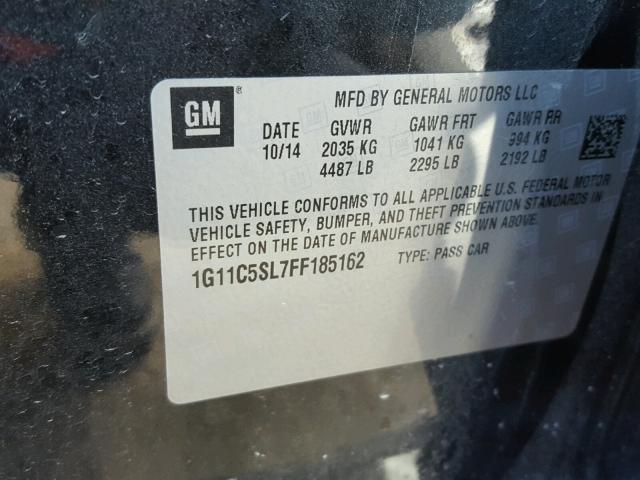 GM®
MFD BY GENERAL MOTORS LLC
DATE GVWR GAWR FRT GAWR RR
10/14 2035 KG 1041 KG 994 KG
4487 LB 2295 LB 2192 LB
THIS VEHICLE CONFORMS TO ALL APPLICABLE U.S. FEDERAL MOTOR
VEHICLE SAFETY, BUMPER, AND THEFT PREVENTION STANDARDS IN
EFFECT ON THE DATE OF MANUFACTURE SHOWN ABOVE.
1G11C5SL7FF185162 TYPE: PASS CAR